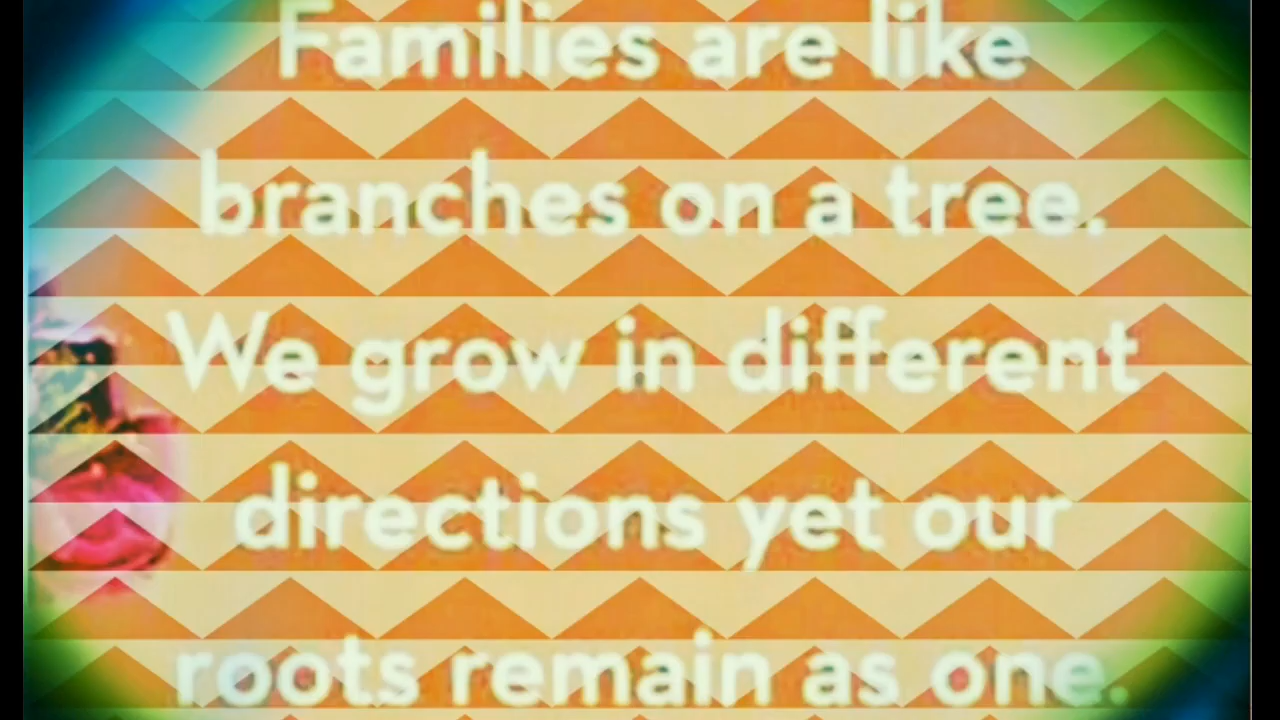 Families are like
branches on a tree.
We grow in different
directions yet our
roots remain as one.